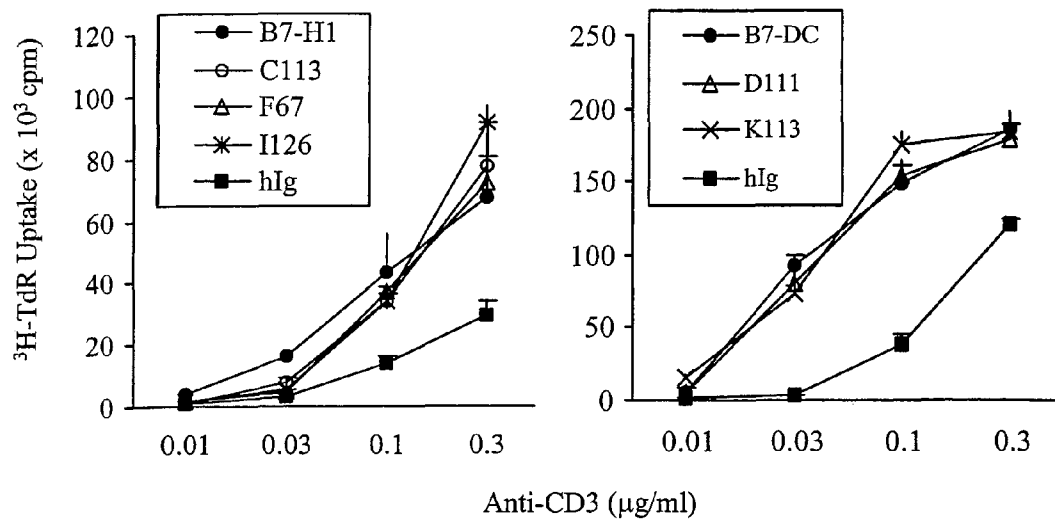 ³H-TdR Uptake (x 10³ cpm)
120
100
80
60
40
20
0
B7-H1
C113
F67
I126
hIg
0.01 0.03 0.1 0.3
250
200
150
100
50
0
B7-DC
D111
K113
hIg
0.01 0.03 0.1 0.3
Anti-CD3 (µg/ml)